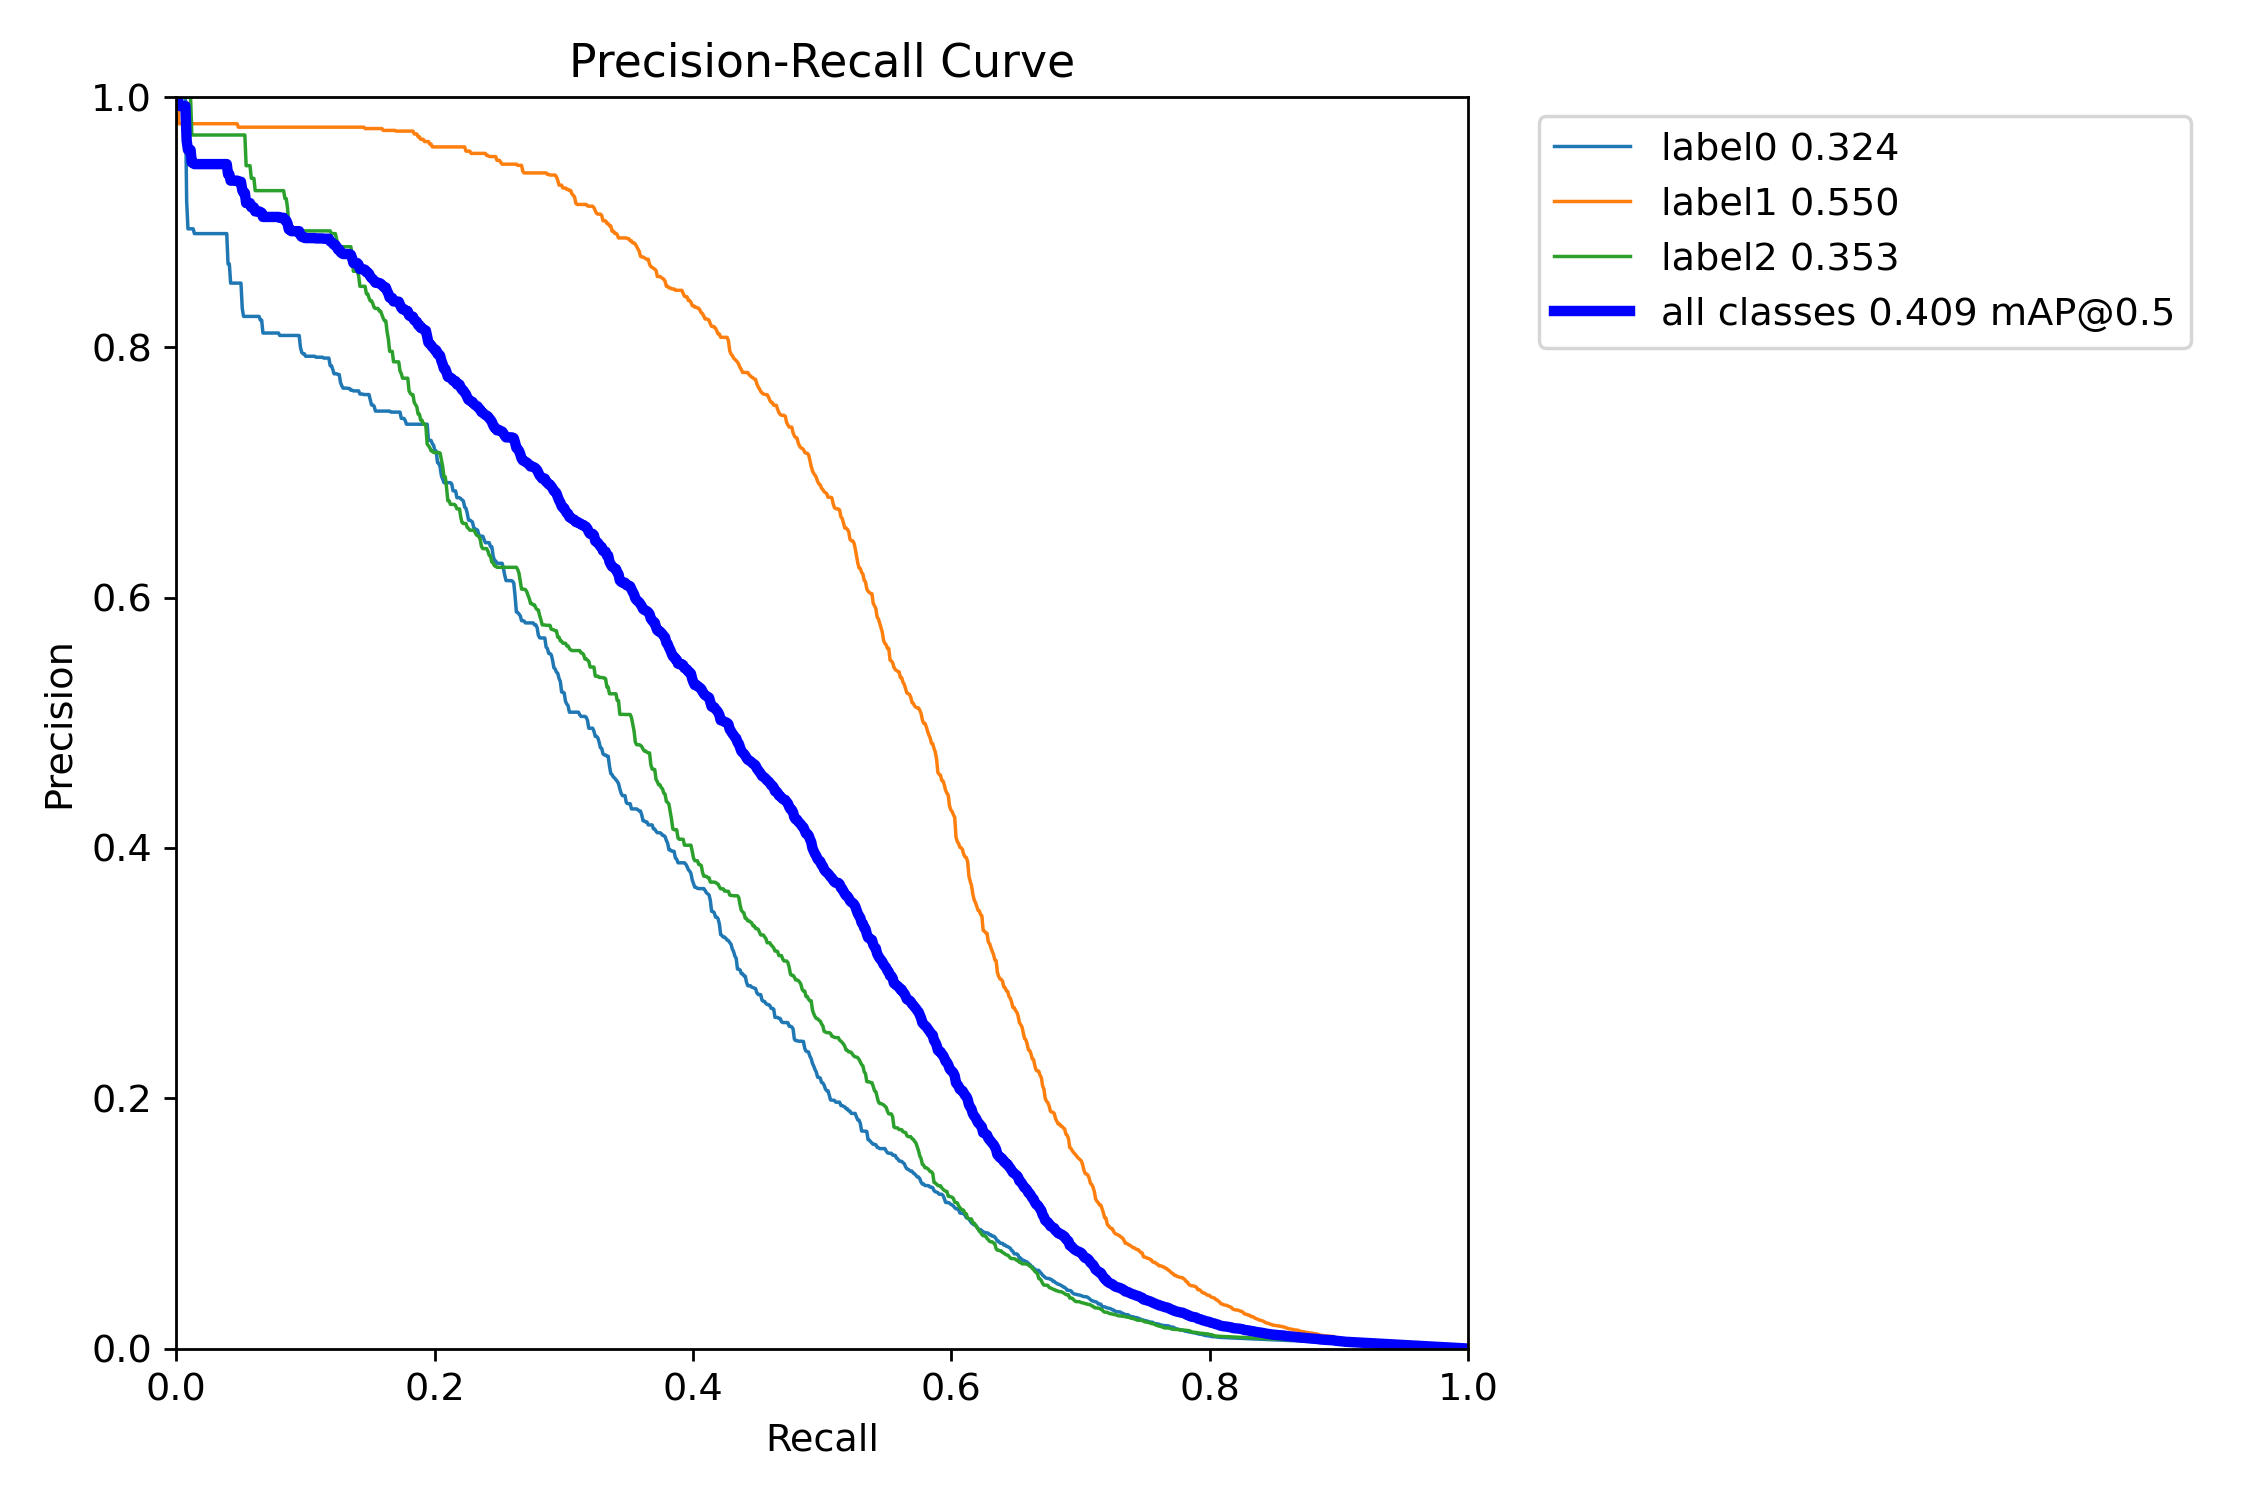 Precision-Recall Curve
1.0
0.8
0.6
0.4
0.2
0.0
Precision
0.0 0.2 0.4 0.6 0.8 1.0
Recall
label0 0.324
label1 0.550
label2 0.353
all classes 0.409 mAP@0.5